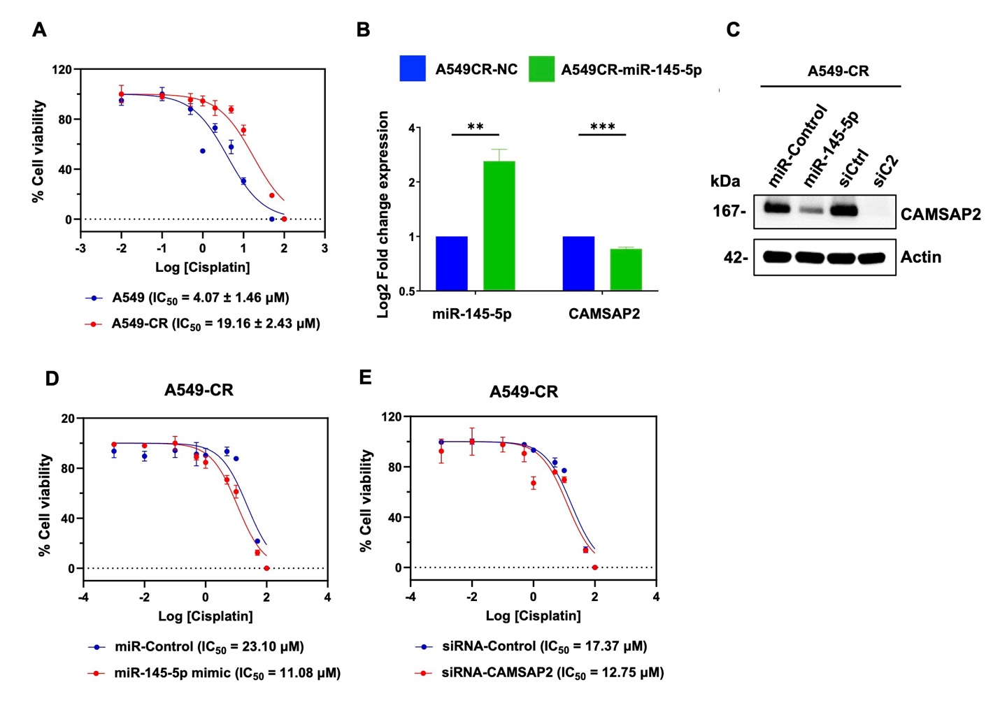 A
120
80
40
0
-3 -2 -1 0 1 2 3
% Cell viability
Log [Cisplatin]
A549 (IC50 = 4.07 ± 1.46 µM)
A549-CR (IC50 = 19.16 ± 2.43 µM)
B
A549CR-NC
A549CR-miR-145-5p
Log2 Fold change expression
4
2
1
0.5
**
***
miR-145-5p
CAMSAP2
C
A549-CR
miR-Control
miR-145-5p
siCtrl
siC2
kDa
167-
CAMSAP2
42-
Actin
D
A549-CR
20
80
40
0
-4 -2 0 2 4
% Cell viability
Log [Cisplatin]
miR-Control (IC50 = 23.10 µM)
miR-145-5p mimic (IC50 = 11.08 µM)
E
A549-CR
120
80
40
0
-4 -2 0 2 4
% Cell viability
Log [Cisplatin]
siRNA-Control (IC50 = 17.37 µM)
siRNA-CAMSAP2 (IC50 = 12.75 µM)